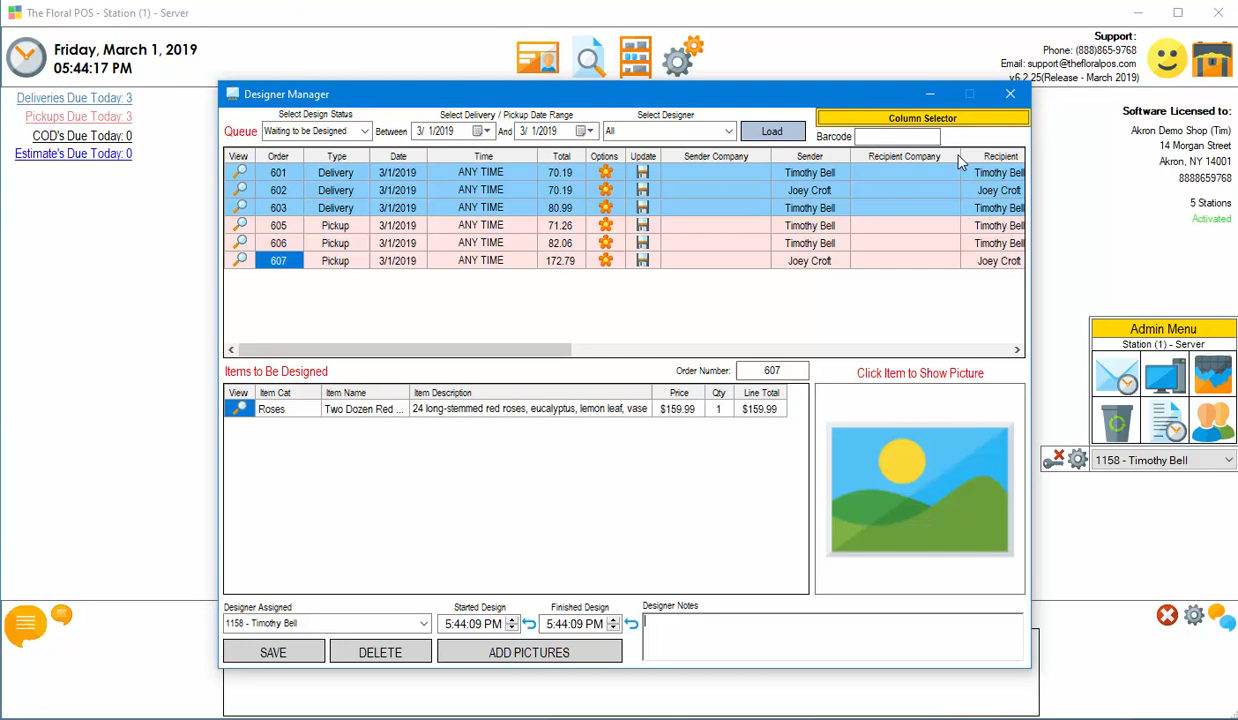 The Floral POS - Station (1) - Server
Friday, March 1, 2019
05:44:17 PM
Support:
Phone: (888)865-9768
Email: support@thefloralpos.com
v6.2.25(Release - March 2019)
Deliveries Due Today: 3
Pickups Due Today: 3
COD's Due Today: 0
Estimate's Due Today: 0
Software Licensed to:
Akron Demo Shop (Tim)
14 Morgan Street
Akron, NY 14001
8888659768
5 Stations
Activated
Designer Manager
Select Design Status
Select Delivery / Pickup Date Range
Select Designer
Column Selector
Queue Waiting to be Designed Between 3/ 1/2019 And 3/ 1/2019 All Load Barcode
View Order Type Date Time Total Options Update Sender Company Sender Recipient Company Recipient
601 Delivery 3/1/2019 ANY TIME 70.19 Timothy Bell Timothy Bell
602 Delivery 3/1/2019 ANY TIME 70.19 Joey Croft Joey Croft
603 Delivery 3/1/2019 ANY TIME 80.99 Timothy Bell Timothy Bell
605 Pickup 3/1/2019 ANY TIME 71.26 Timothy Bell Timothy Bell
606 Pickup 3/1/2019 ANY TIME 82.06 Timothy Bell Timothy Bell
607 Pickup 3/1/2019 ANY TIME 172.79 Joey Croft Joey Croft
Items to Be Designed Order Number: 607 Click Item to Show Picture
View Item Cat Item Name Item Description Price Qty Line Total
Roses Two Dozen Red ... 24 long-stemmed red roses, eucalyptus, lemon leaf, vase $159.99 1 $159.99
Designer Assigned Started Design Finished Design Designer Notes
1158 - Timothy Bell 5:44:09 PM 5:44:09 PM
SAVE DELETE ADD PICTURES
Admin Menu
Station (1) - Server
1158 - Timothy Bell